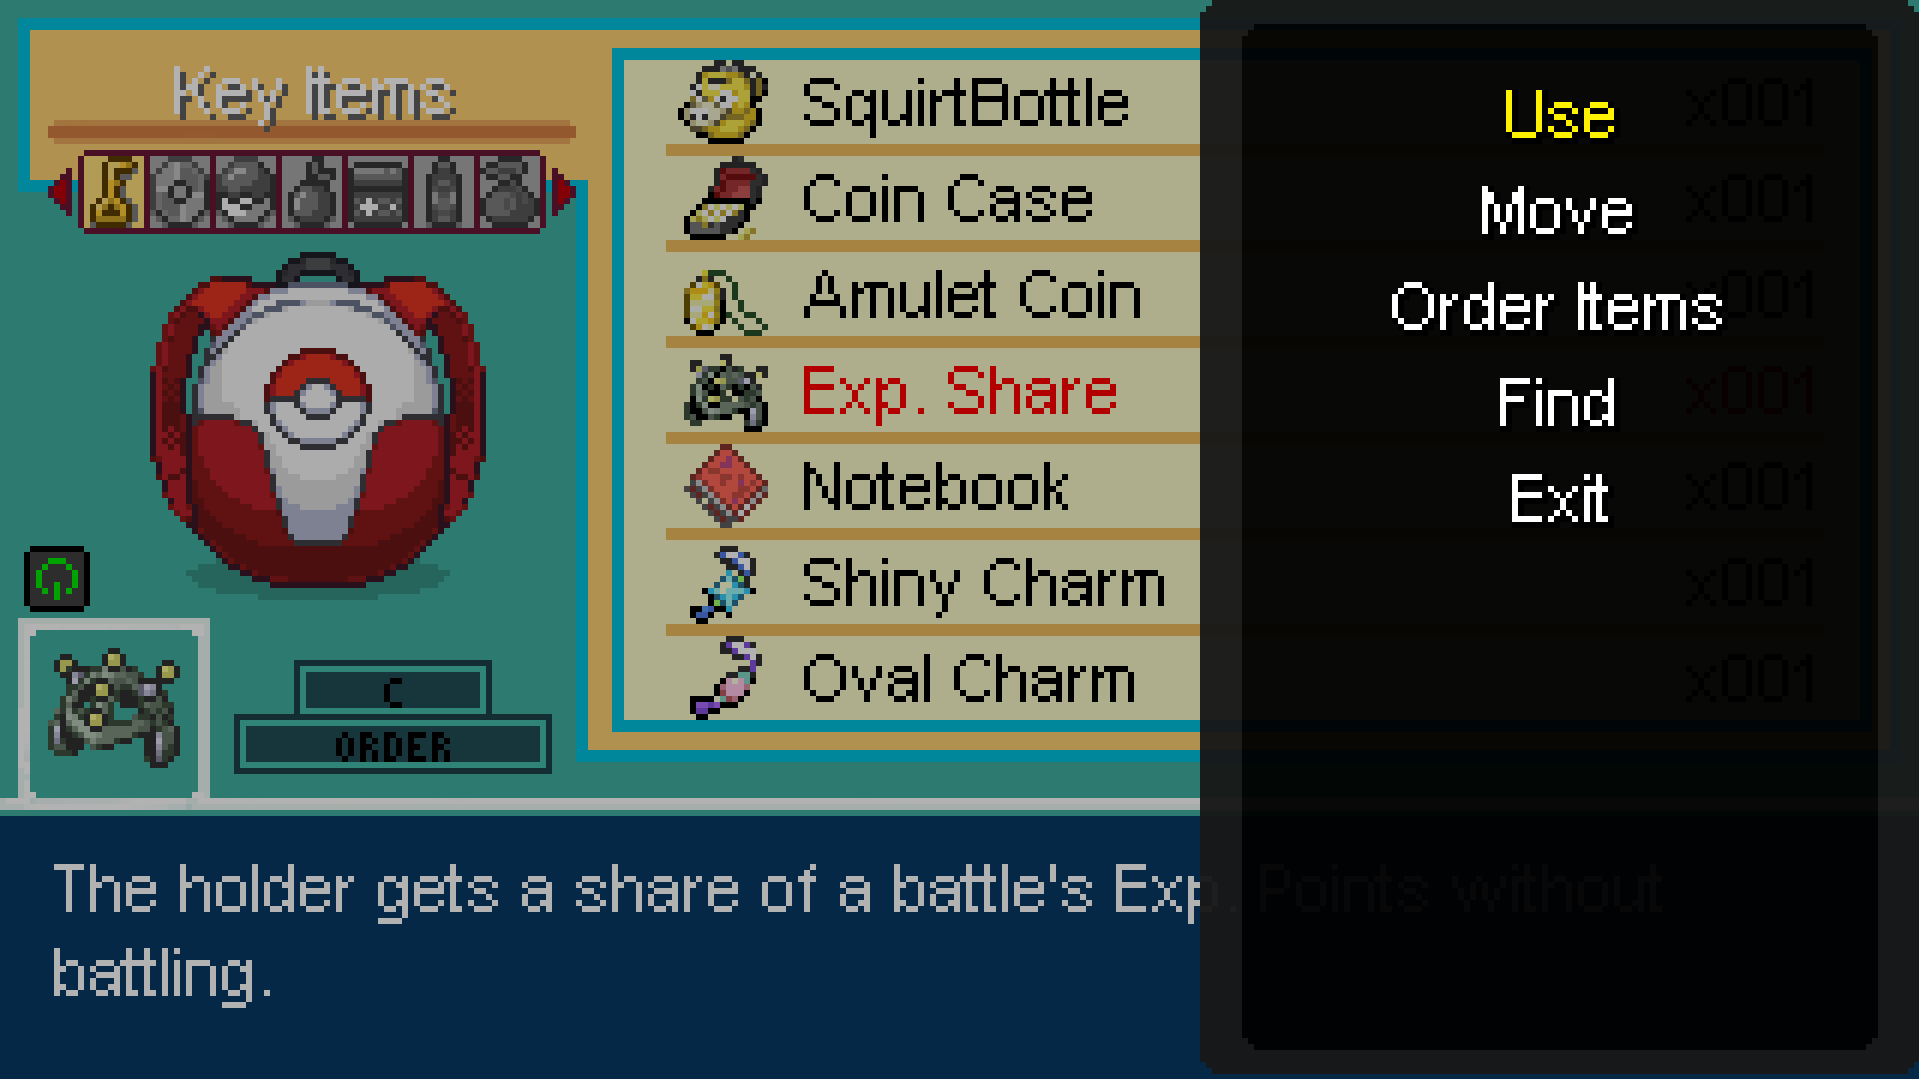 Key Items
SquirtBottle x001
Coin Case x001
Amulet Coin x001
Exp. Share x001
Notebook x001
Shiny Charm x001
Oval Charm x001
Use
Move
Order Items
Find
Exit
C
ORDER
The holder gets a share of a battle's Exp. Points without
battling.